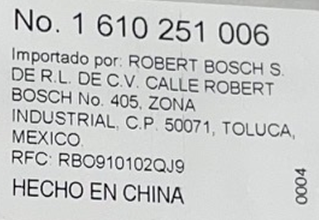 No. 1 610 251 006
Importado por: ROBERT BOSCH S.
DE R.L. DE C.V. CALLE ROBERT
BOSCH No. 405, ZONA
INDUSTRIAL, C.P. 50071, TOLUCA,
MEXICO.
RFC: RBO910102QJ9
HECHO EN CHINA
0004